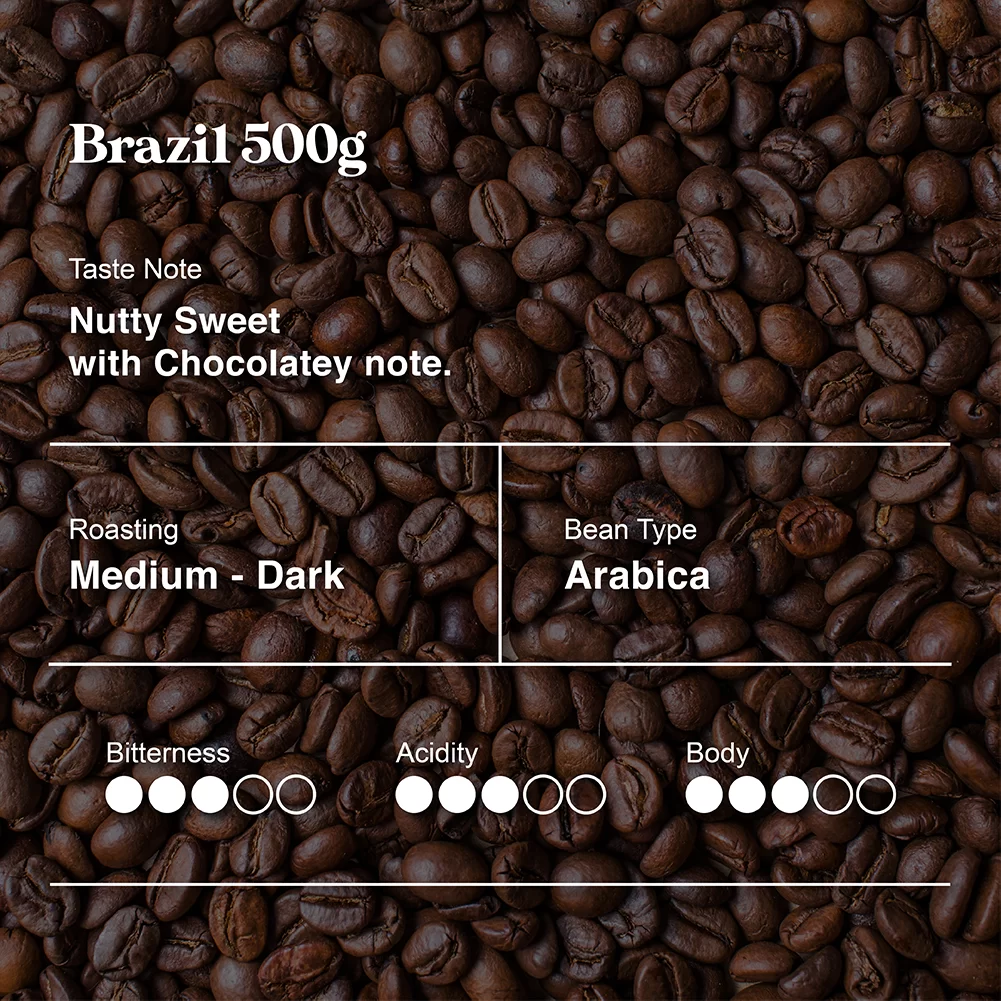 Brazil 500g
Taste Note
Nutty Sweet
with Chocolatey note.
Roasting
Medium - Dark
Bean Type
Arabica
Bitterness
Acidity
Body